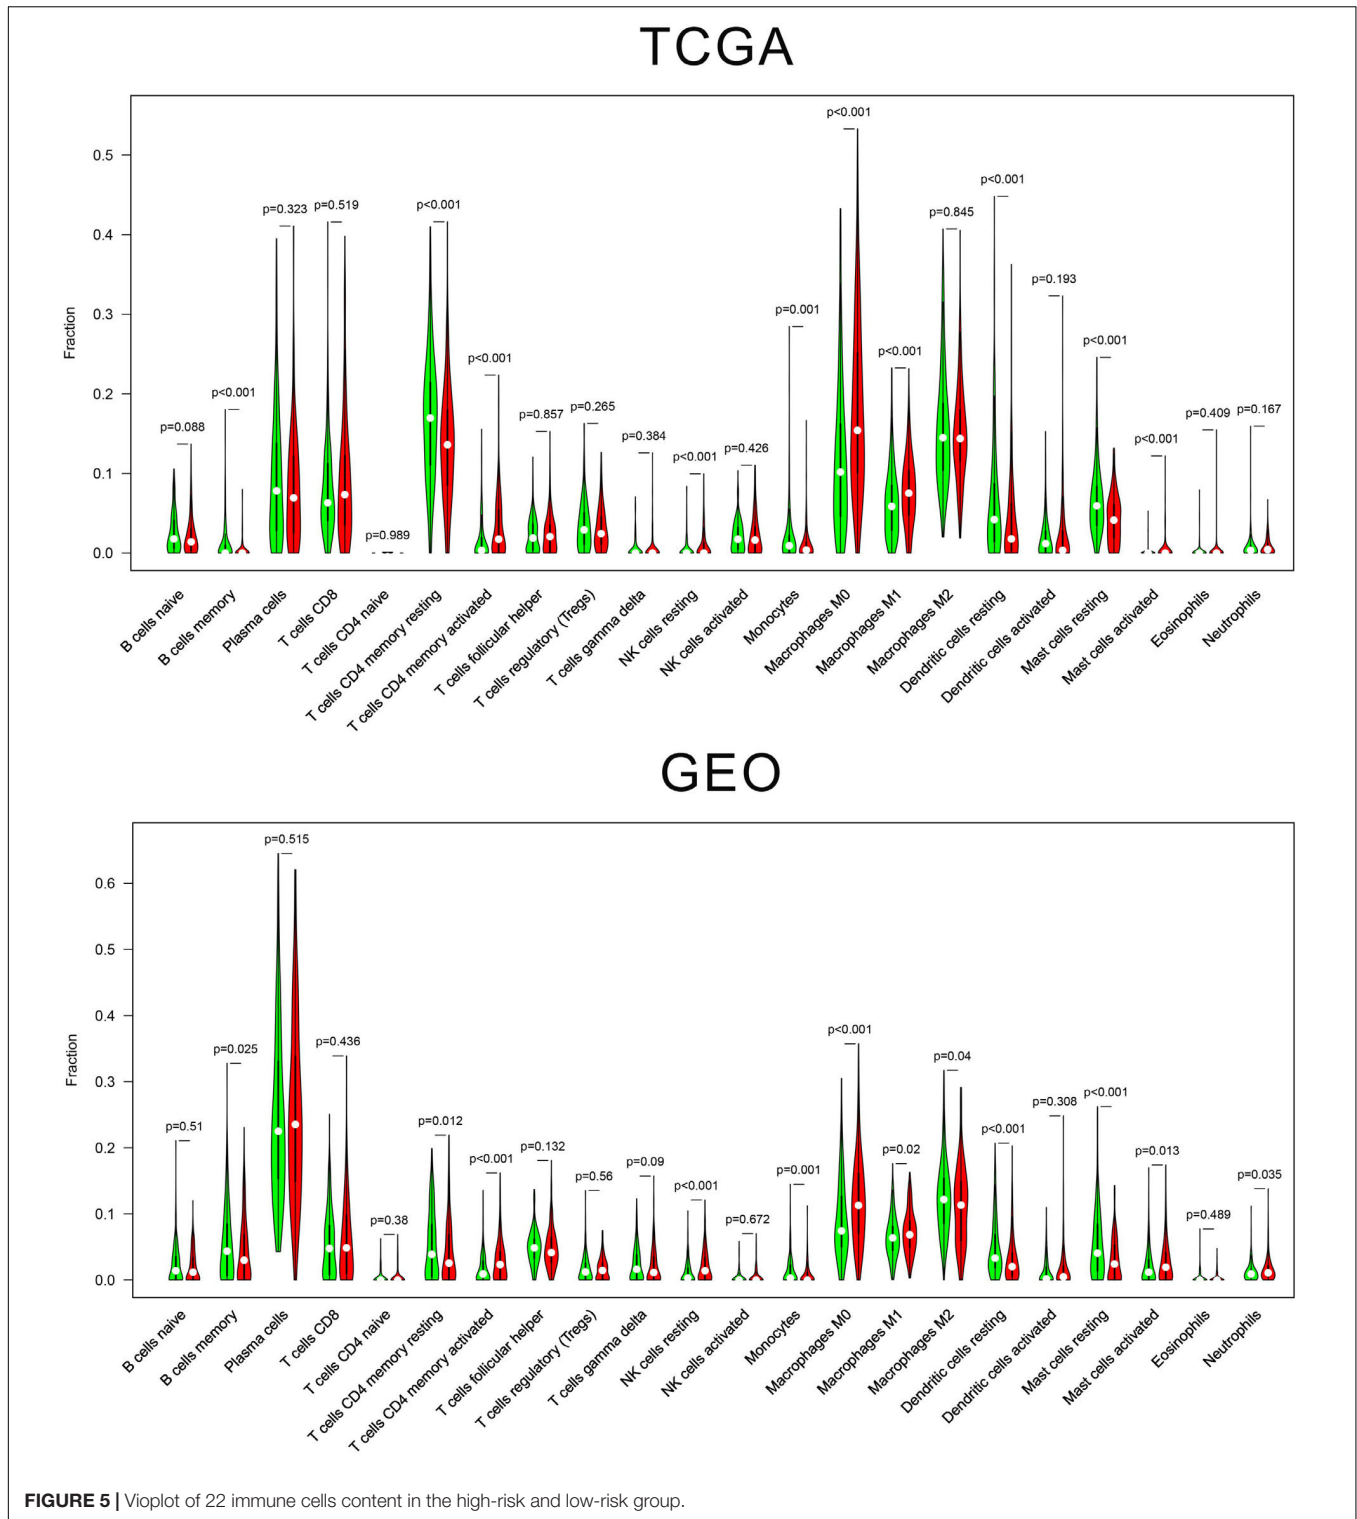 TCGA
p<0.001
p<0.001
p=0.323
p=0.519
p<0.001
p=0.845
p=0.193
p=0.001
p<0.001
p<0.001
p<0.001
p<0.001
p=0.088
p=0.857
p=0.265
p=0.409
p=0.167
p=0.384
p=0.426
p<0.001
p<0.001
p=0.989
0.5
0.4
0.3
0.2
0.1
0.0
Fraction
B cells naive
B cells memory
Plasma cells
T cells CD8
T cells CD4 naive
T cells CD4 memory resting
T cells CD4 memory activated
T cells follicular helper
T cells regulatory (Tregs)
T cells gamma delta
NK cells resting
NK cells activated
Monocytes
Macrophages M0
Macrophages M1
Macrophages M2
Dendritic cells resting
Dendritic cells activated
Mast cells resting
Mast cells activated
Eosinophils
Neutrophils
GEO
p=0.515
p<0.001
p=0.025
p=0.436
p=0.04
p=0.308
p<0.001
p=0.51
p=0.012
p<0.001
p=0.132
p=0.56
p=0.09
p<0.001
p=0.001
p=0.02
p<0.001
p=0.013
p=0.035
p=0.38
p=0.672
p=0.489
0.6
0.5
0.4
0.3
0.2
0.1
0.0
Fraction
B cells naive
B cells memory
Plasma cells
T cells CD8
T cells CD4 naive
T cells CD4 memory resting
T cells CD4 memory activated
T cells follicular helper
T cells regulatory (Tregs)
T cells gamma delta
NK cells resting
NK cells activated
Monocytes
Macrophages M0
Macrophages M1
Macrophages M2
Dendritic cells resting
Dendritic cells activated
Mast cells resting
Mast cells activated
Eosinophils
Neutrophils
FIGURE 5 | Vioplot of 22 immune cells content in the high-risk and low-risk group.